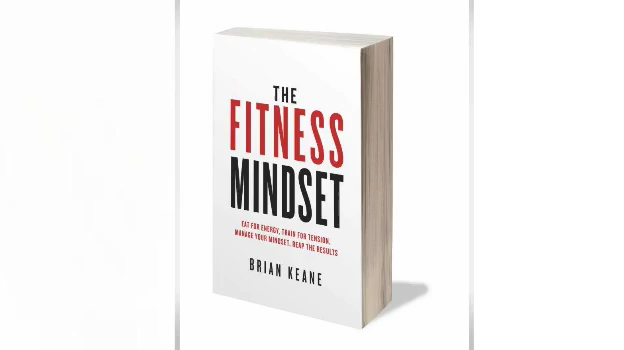 THE
FITNESS
MINDSET
EAT FOR ENERGY, TRAIN FOR TENSION,
MANAGE YOUR MINDSET, REAP THE RESULTS
BRIAN KEANE